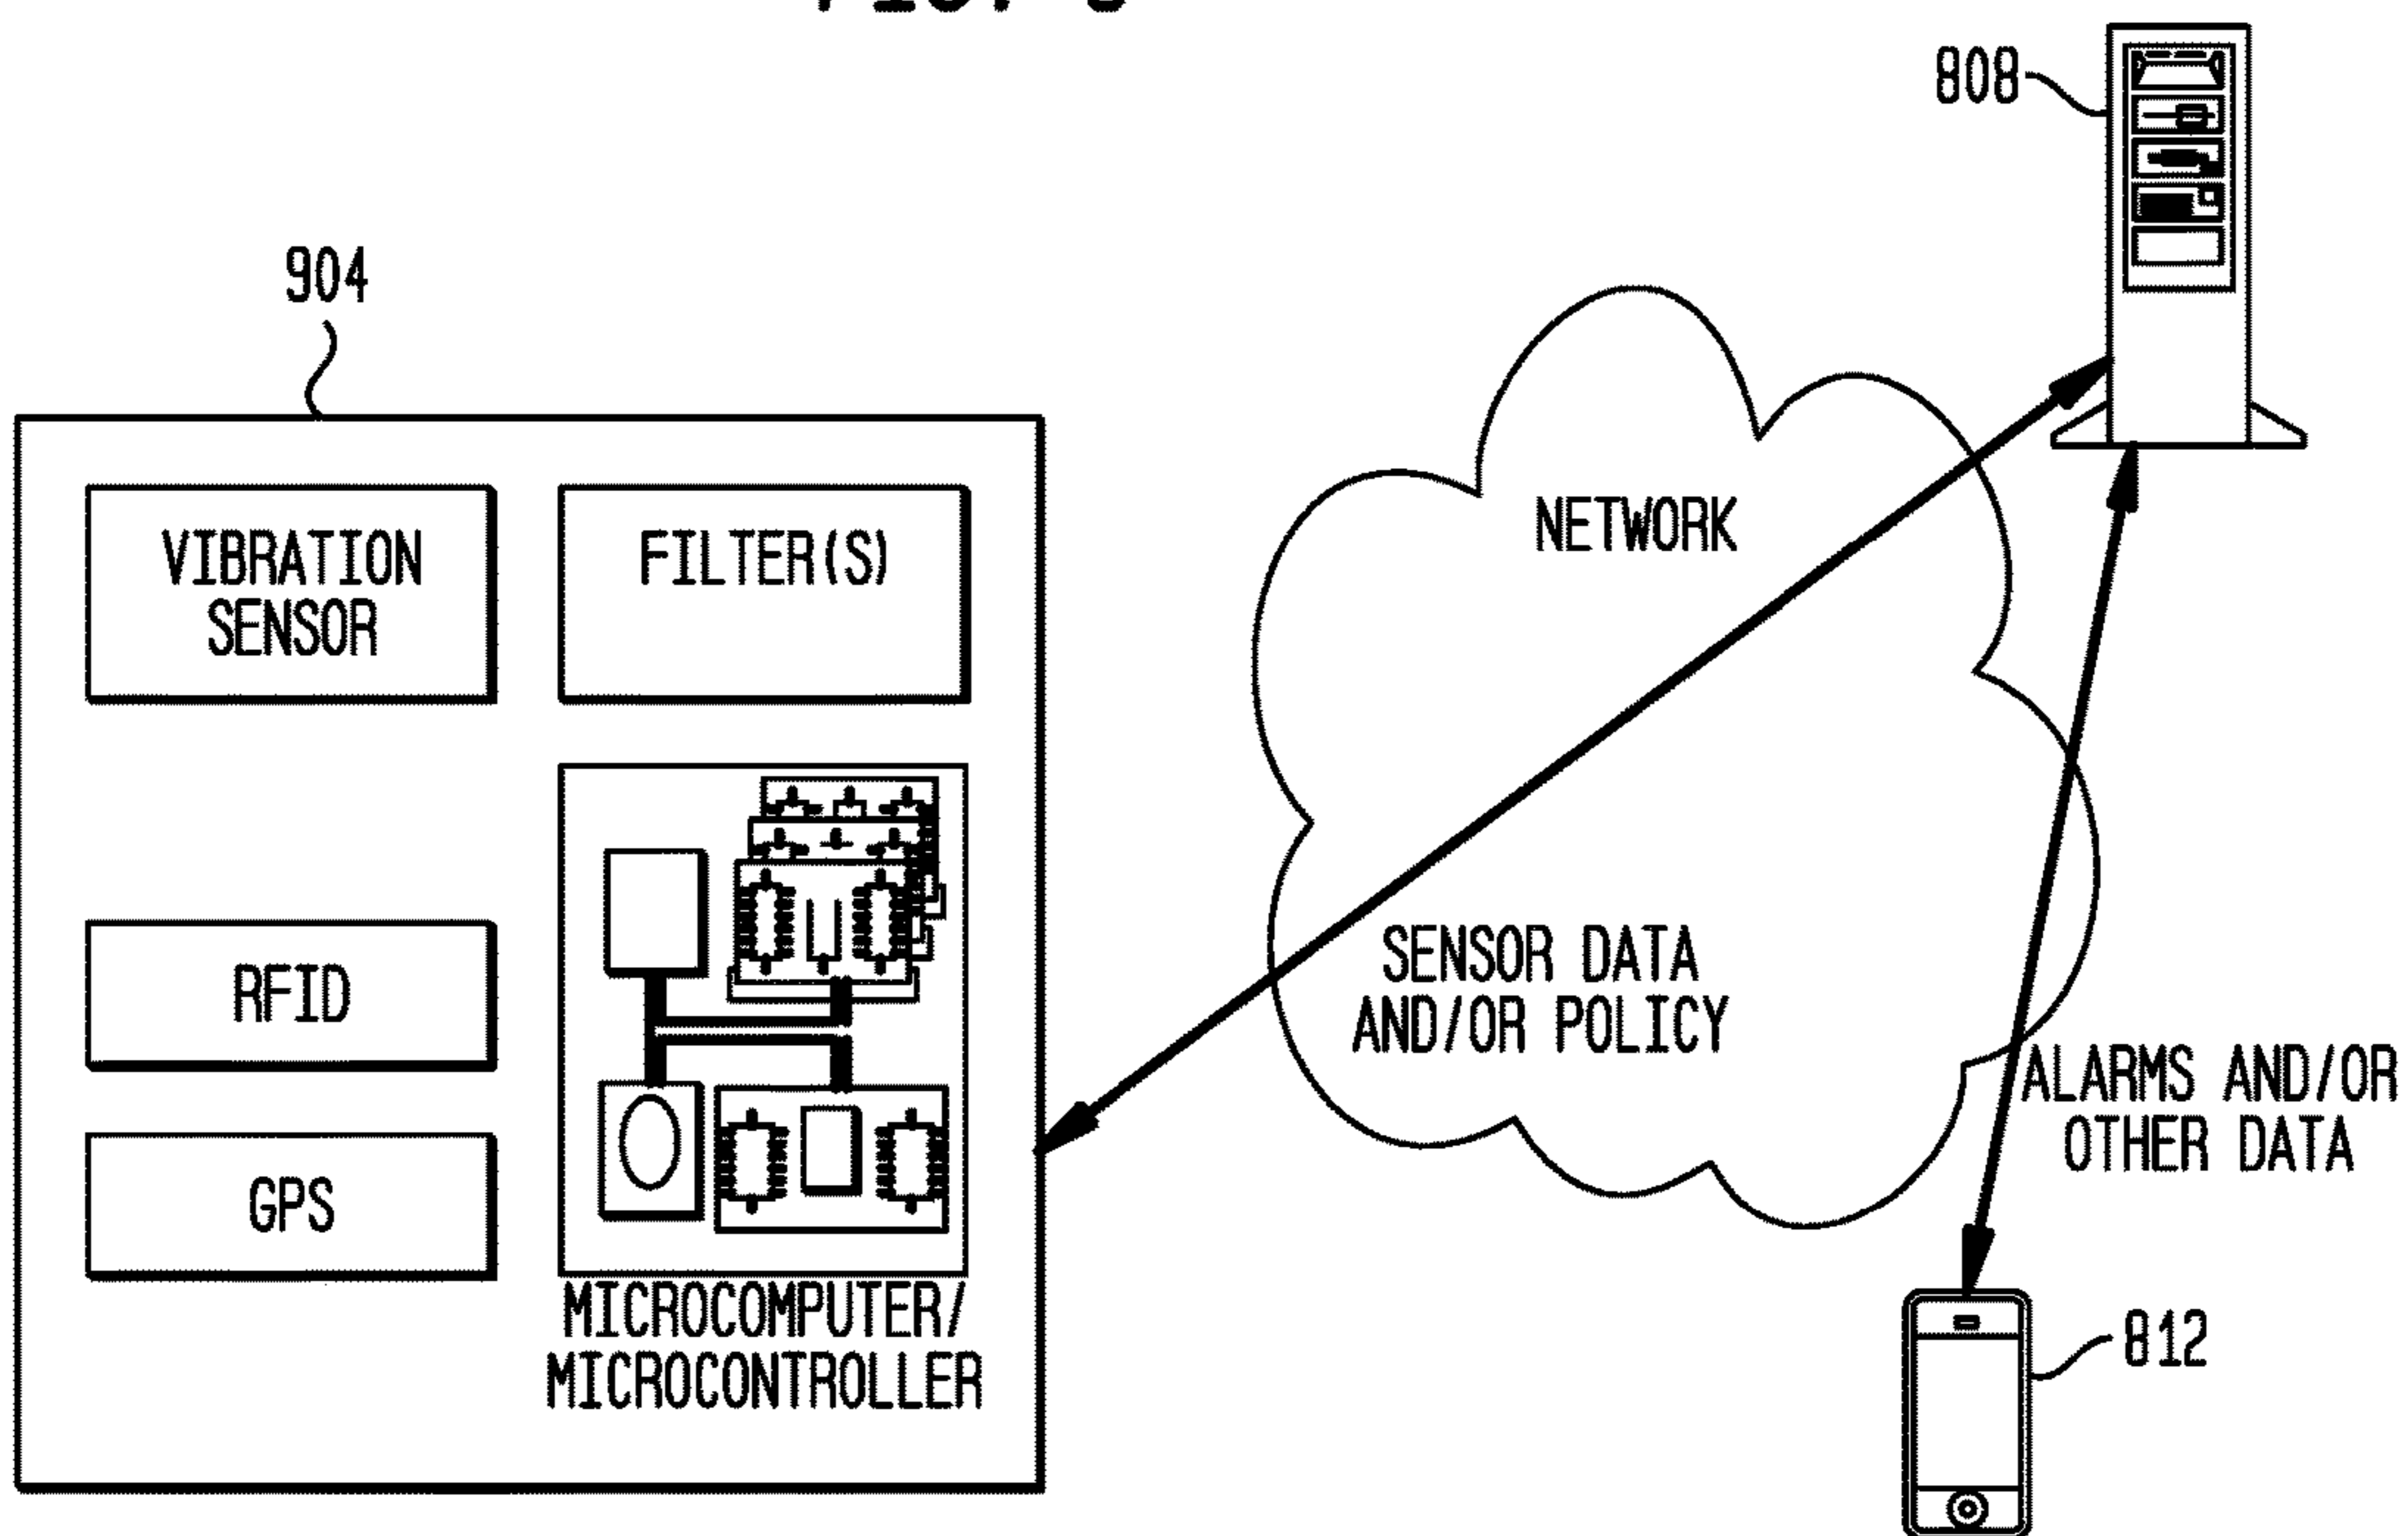 808
904
NETWORK
VIBRATION
SENSOR
FILTER(S)
RFID
GPS
MICROCOMPUTER/
MICROCONTROLLER
SENSOR DATA
AND/OR POLICY
ALARMS AND/OR
OTHER DATA
812